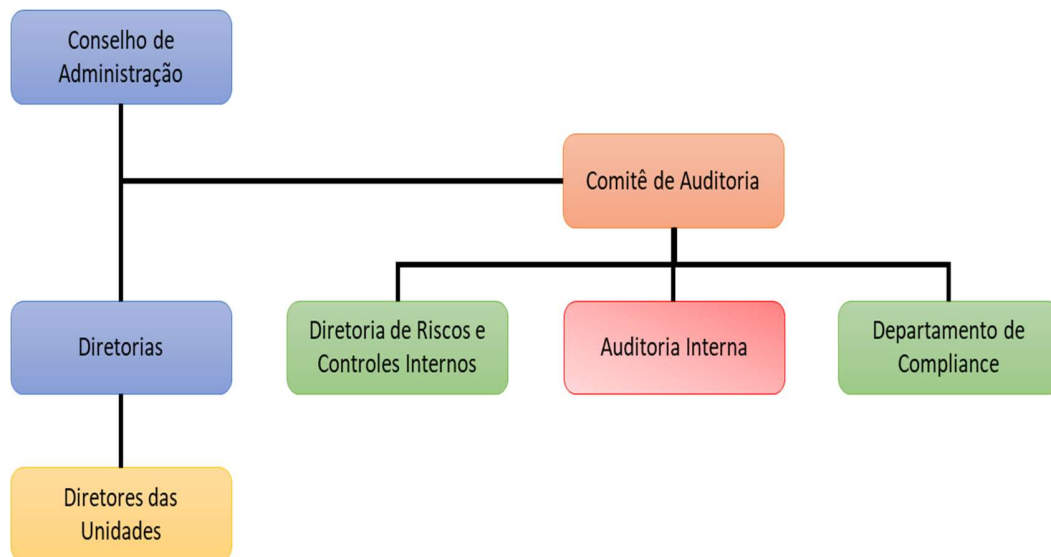 Conselho de
Administração
Comitê de Auditoria
Diretorias
Diretoria de Riscos e
Controles Internos
Auditoria Interna
Departamento de
Compliance
Diretores das
Unidades